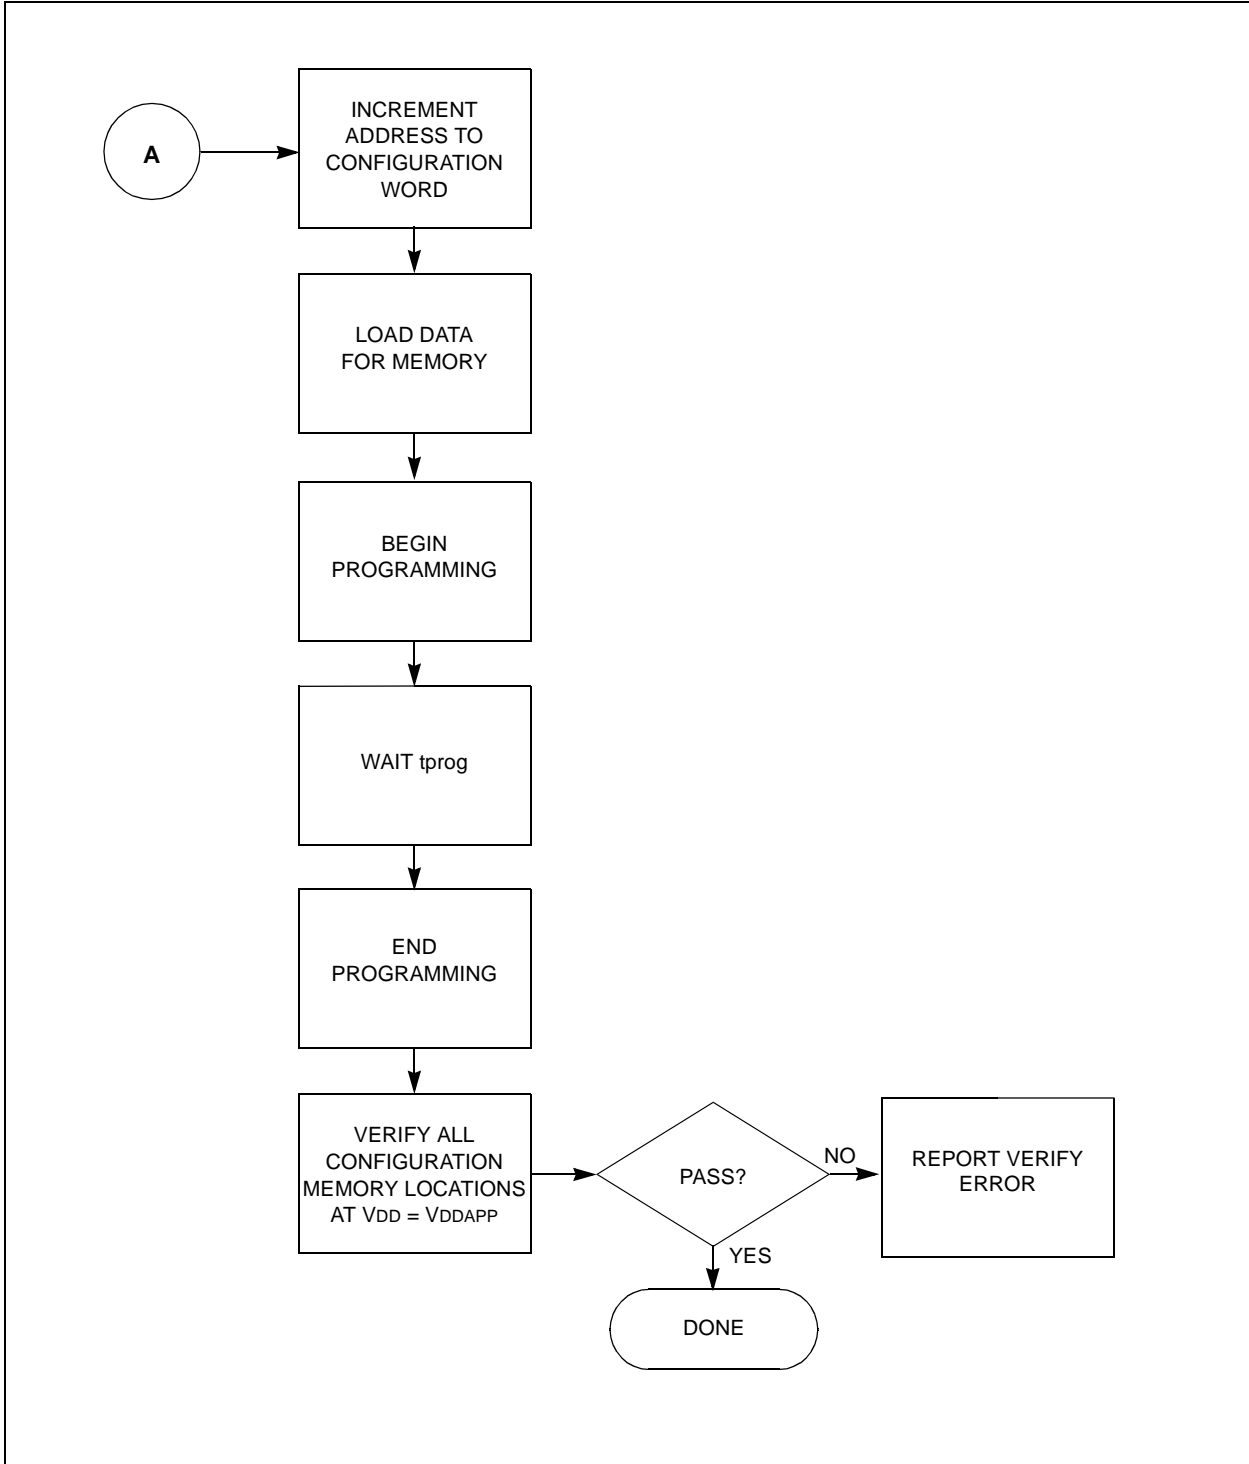 A
INCREMENT
ADDRESS TO
CONFIGURATION
WORD
LOAD DATA
FOR MEMORY
BEGIN
PROGRAMMING
WAIT tprog
END
PROGRAMMING
VERIFY ALL
CONFIGURATION
MEMORY LOCATIONS
AT VDD = VDDAPP
PASS?
NO
REPORT VERIFY
ERROR
YES
DONE